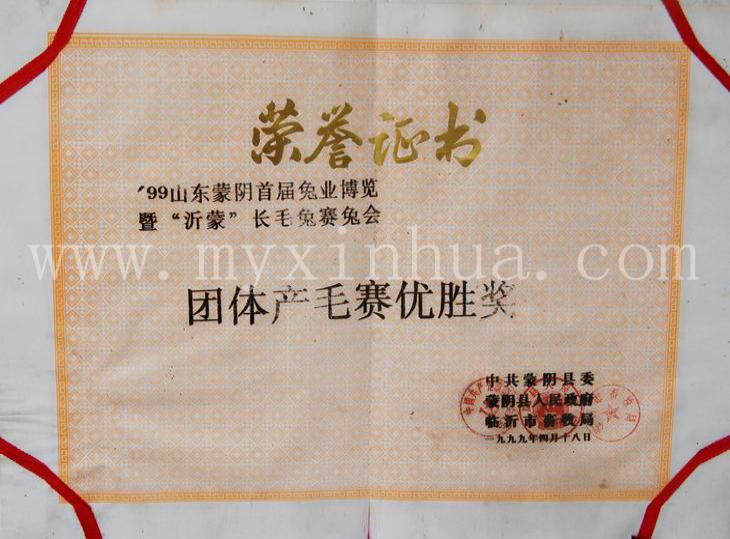 荣誉证书
'99山东蒙阴首届兔业博览
暨“沂蒙”长毛兔赛兔会
www.myxinhua.com
团体产毛赛优胜奖
中共蒙阴县委
蒙阴县人民政府
临沂市畜牧局
一九九九年四月十八日